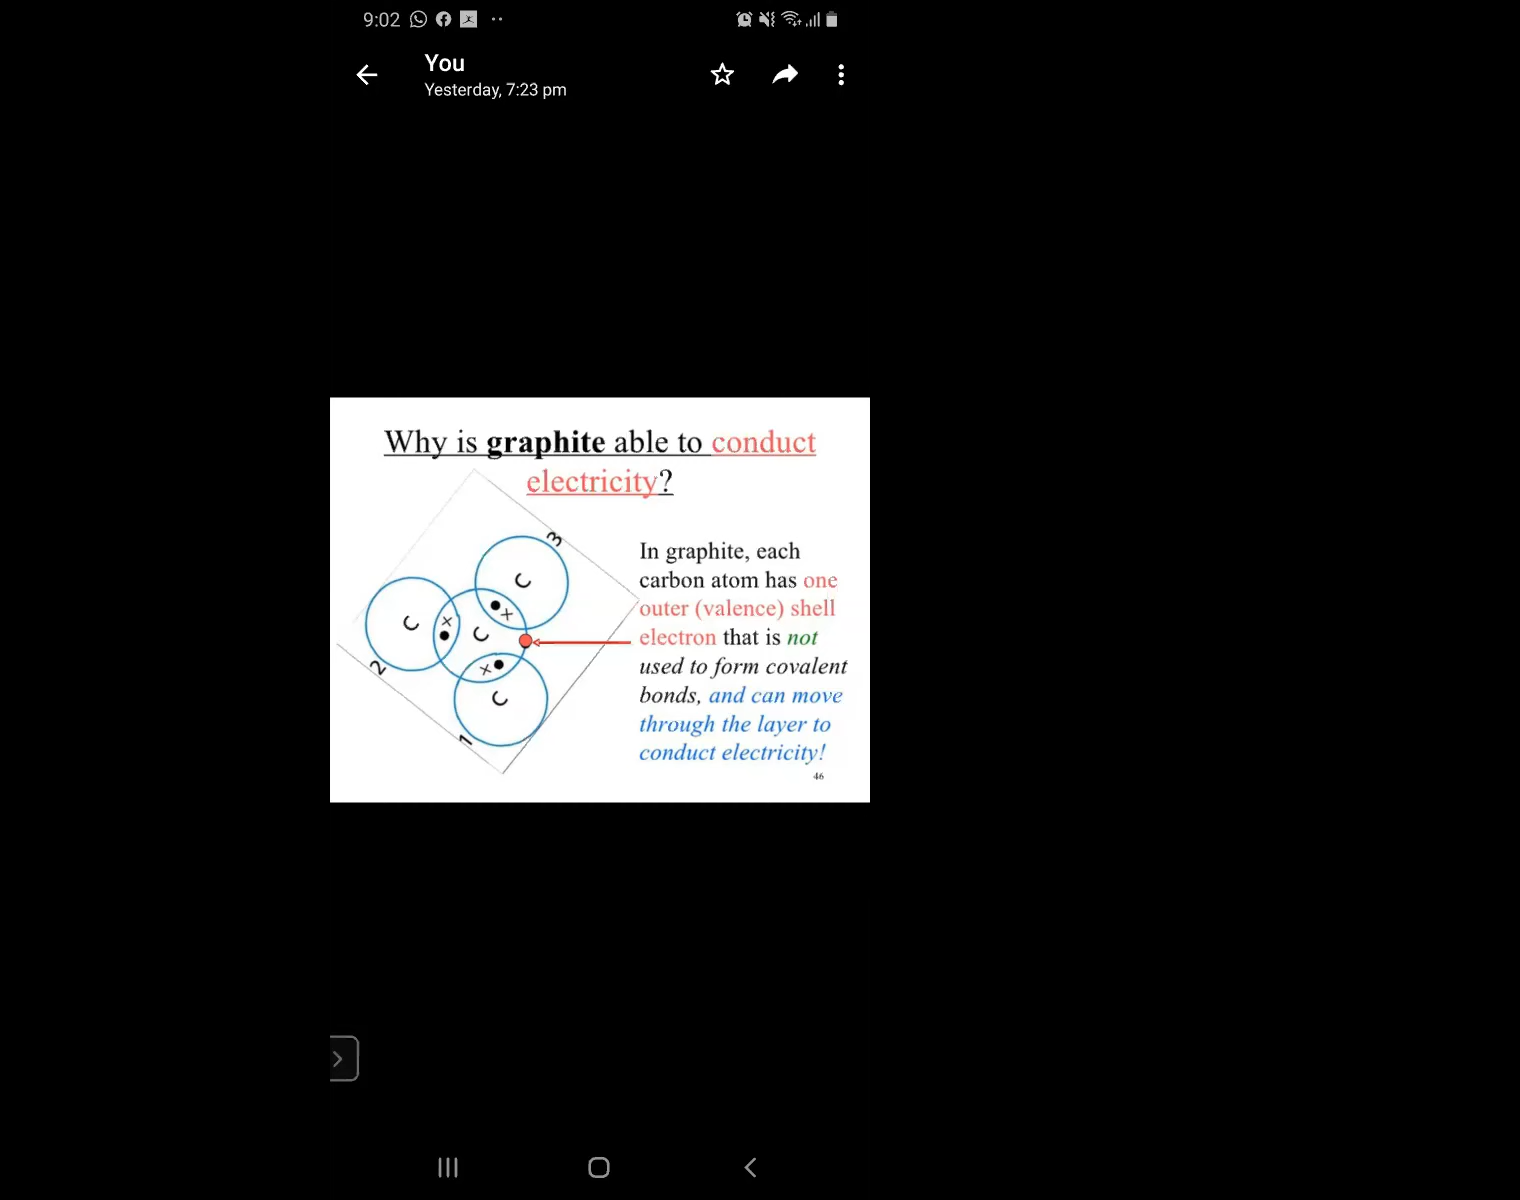 9:02
You
Yesterday, 7:23 pm
Why is graphite able to conduct
electricity?
3
C
C
x
x
C
2
x
C
1
In graphite, each
carbon atom has one
outer (valence) shell
electron that is not
used to form covalent
bonds, and can move
through the layer to
conduct electricity!
46